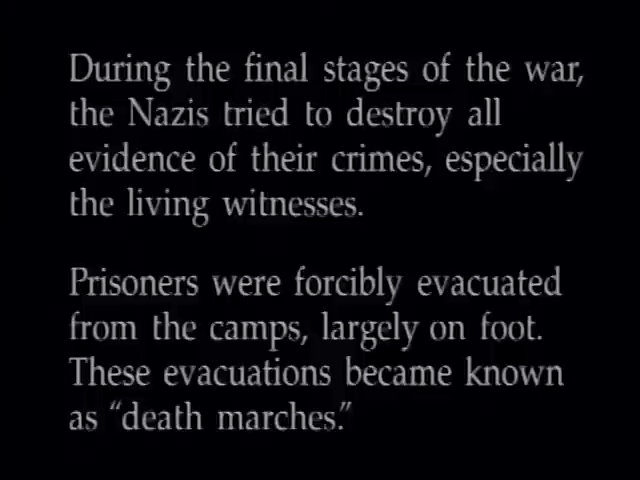 During the final stages of the war,
the Nazis tried to destroy all
evidence of their crimes, especially
the living witnesses.
Prisoners were forcibly evacuated
from the camps, largely on foot.
These evacuations became known
as “death marches.”